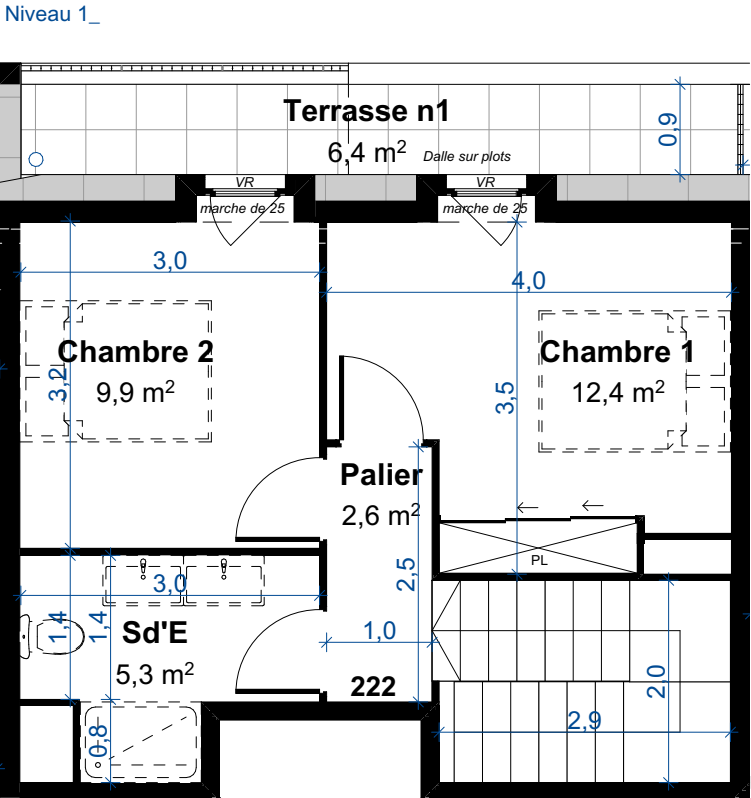 Niveau 1_
Terrasse n1
6,4 m²
Dalle sur plots
0,9
VR
VR
marche de 25
marche de 25
3,0
4,0
Chambre 2
9,9 m²
3,2
Chambre 1
12,4 m²
3,5
Palier
2,6 m²
PL
2,5
3,0
1,4
1,4
Sd'E
5,3 m²
1,0
222
2,0
2,9
0,8